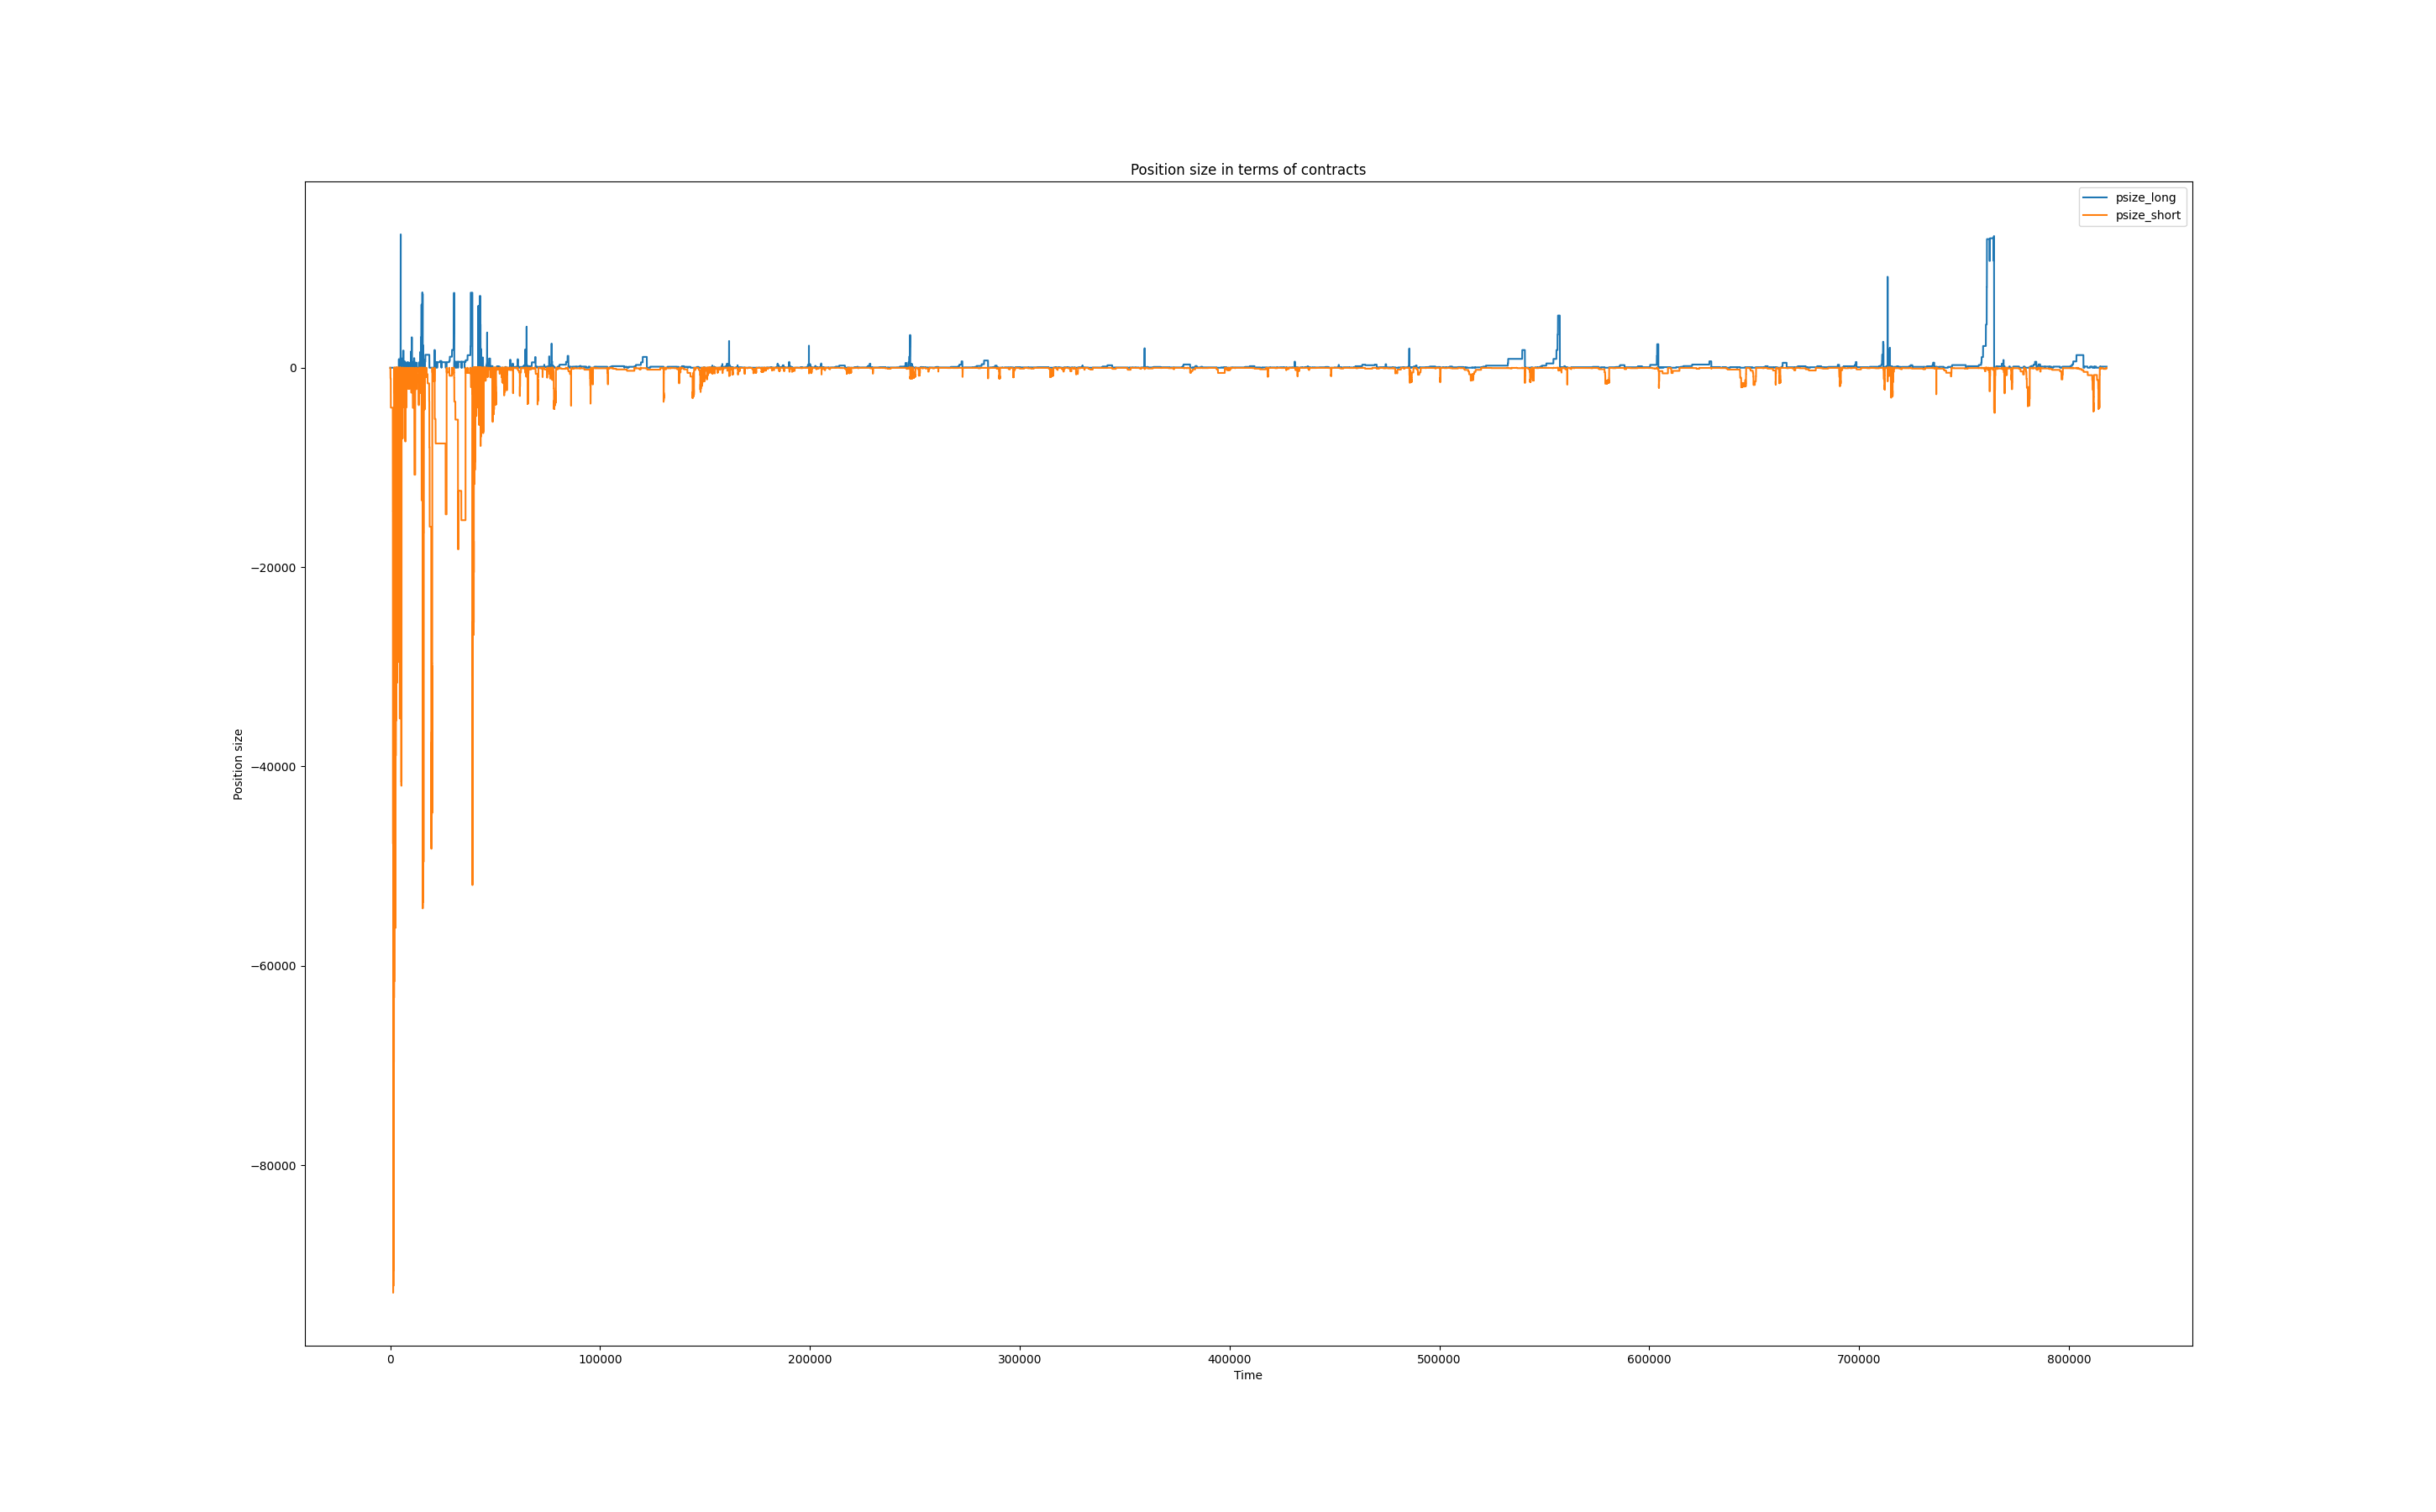 Position size in terms of contracts
psize_long
psize_short
0
−20000
−40000
−60000
−80000
Position size
0 100000 200000 300000 400000 500000 600000 700000 800000
Time